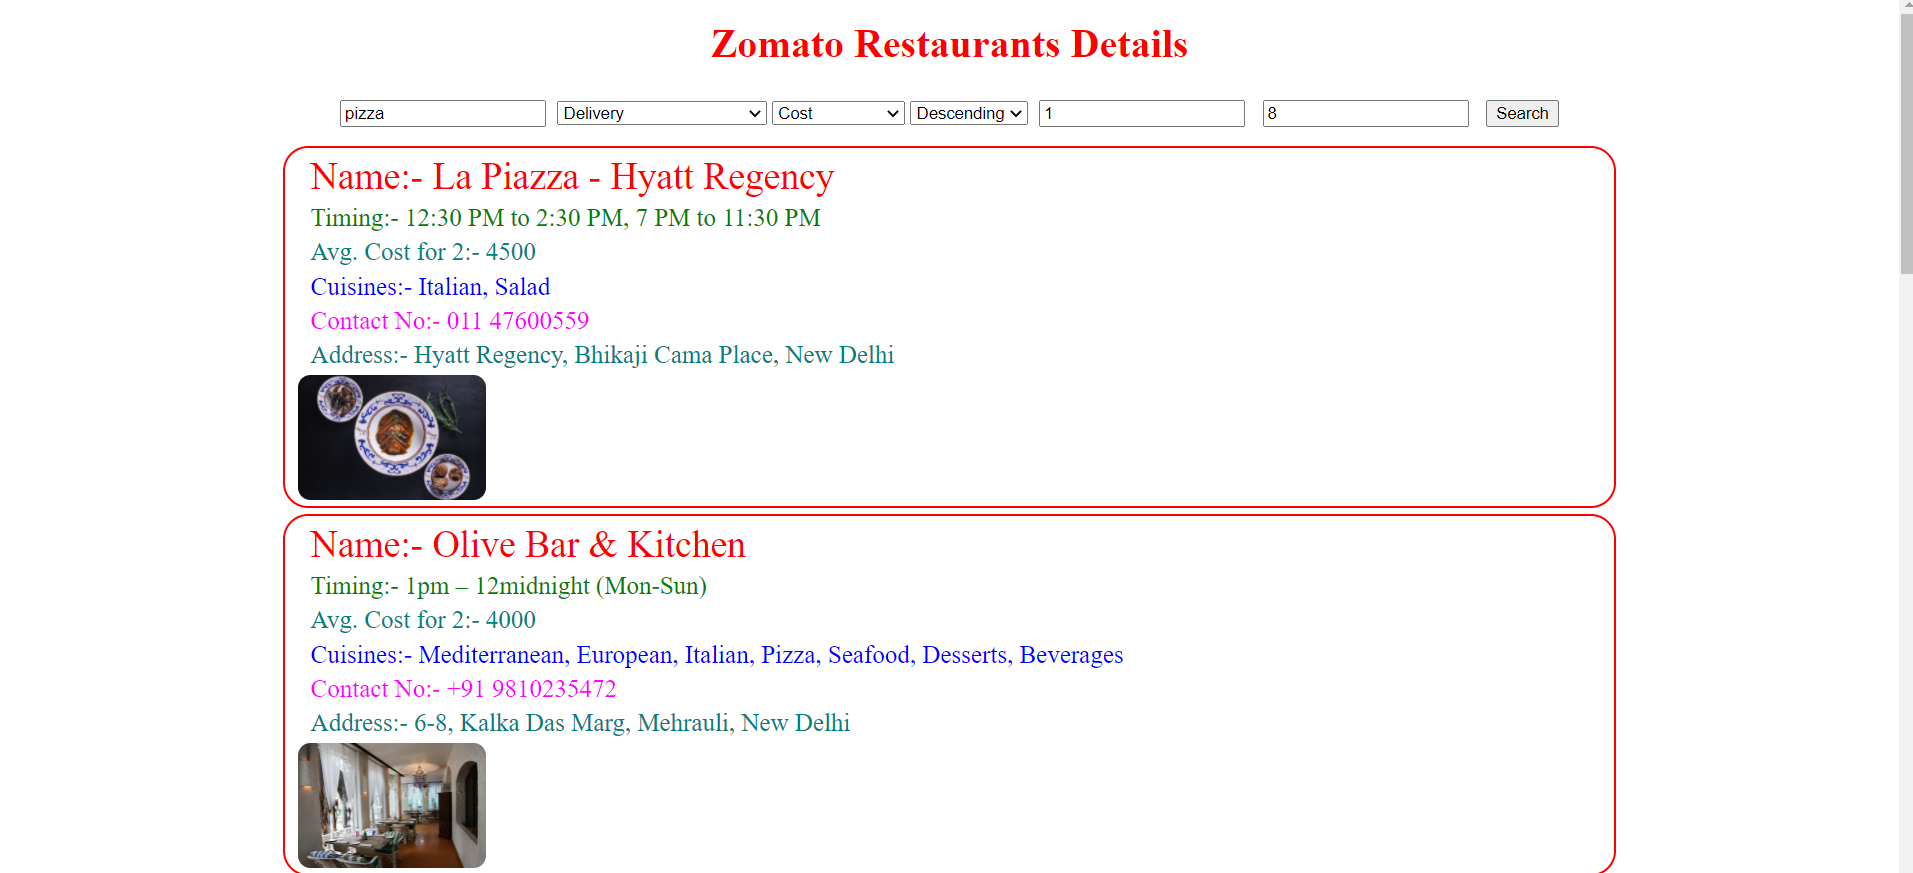 Zomato Restaurants Details
pizza Delivery Cost Descending 1 8 Search
Name:- La Piazza - Hyatt Regency
Timing:- 12:30 PM to 2:30 PM, 7 PM to 11:30 PM
Avg. Cost for 2:- 4500
Cuisines:- Italian, Salad
Contact No:- 011 47600559
Address:- Hyatt Regency, Bhikaji Cama Place, New Delhi
Name:- Olive Bar & Kitchen
Timing:- 1pm – 12midnight (Mon-Sun)
Avg. Cost for 2:- 4000
Cuisines:- Mediterranean, European, Italian, Pizza, Seafood, Desserts, Beverages
Contact No:- +91 9810235472
Address:- 6-8, Kalka Das Marg, Mehrauli, New Delhi